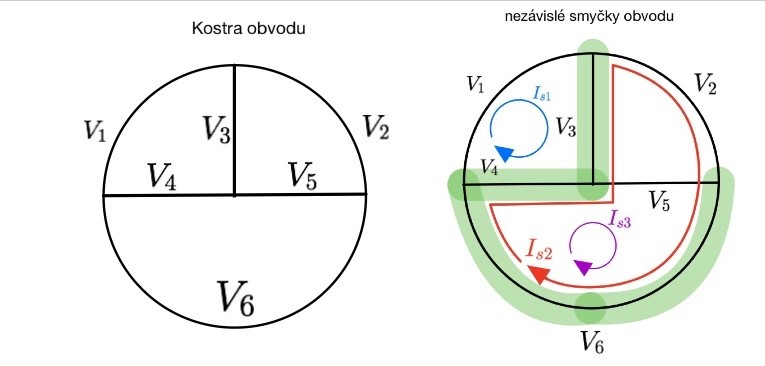 Kostra obvodu
V1
V3
V2
V4
V5
V6
nezávislé smyčky obvodu
V1
Is1
V3
V2
V4
V5
Is3
Is2
V6